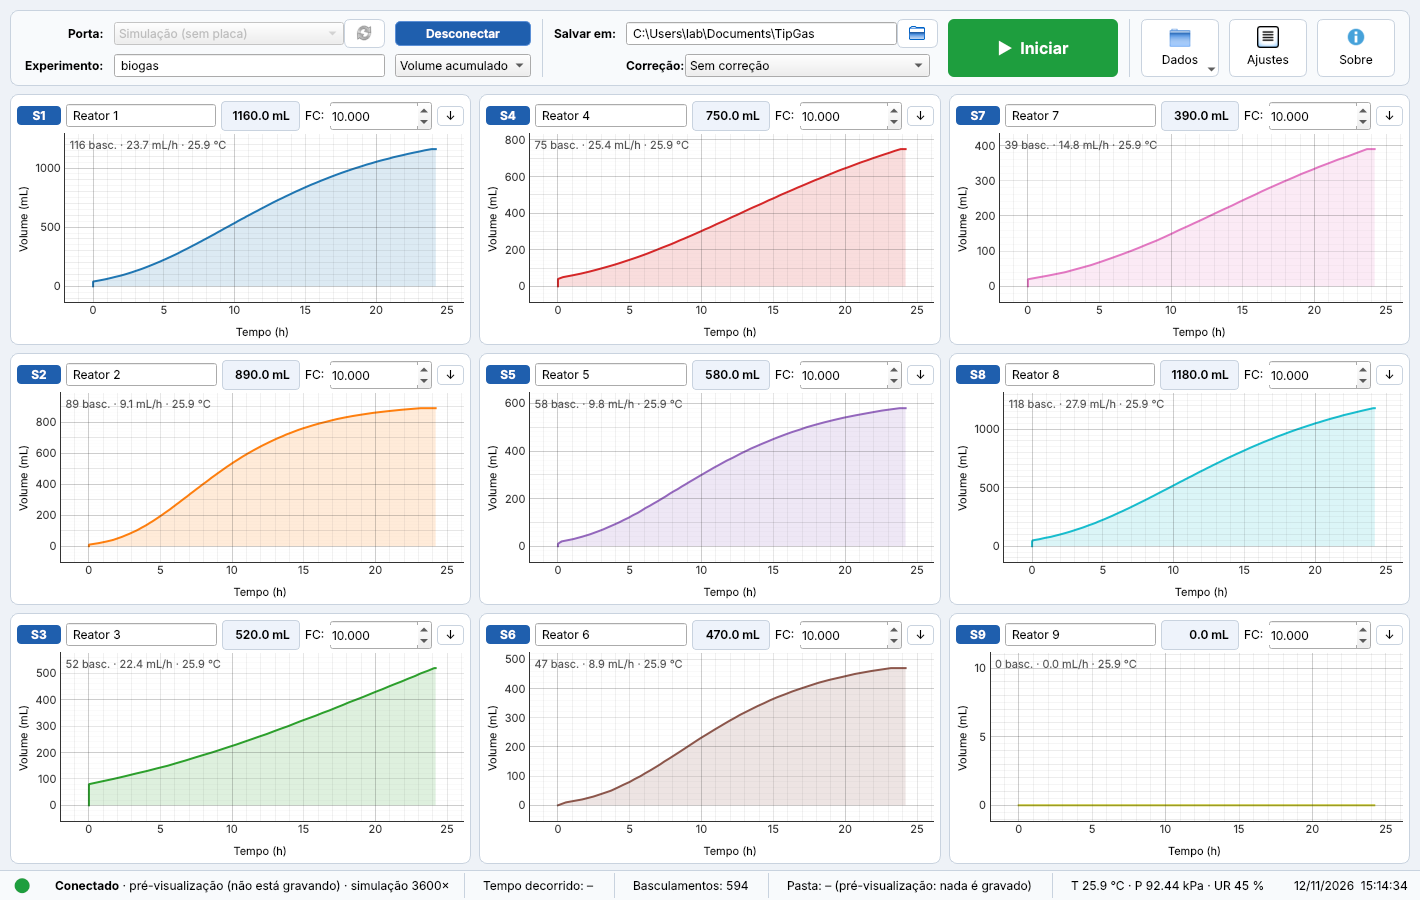 Porta: Simulação (sem placa) Desconectar Salvar em: C:\Users\lab\Documents\TipGas Iniciar Dados Ajustes Sobre
Experimento: biogas Volume acumulado Correção: Sem correção
S1 Reator 1 1160.0 mL FC: 10.000 ↓
116 basc. · 23.7 mL/h · 25.9 °C
Volume (mL)
1000
500
0
0 5 10 15 20 25
Tempo (h)
S4 Reator 4 750.0 mL FC: 10.000 ↓
75 basc. · 25.4 mL/h · 25.9 °C
Volume (mL)
800
600
400
200
0
0 5 10 15 20 25
Tempo (h)
S7 Reator 7 390.0 mL FC: 10.000 ↓
39 basc. · 14.8 mL/h · 25.9 °C
Volume (mL)
400
300
200
100
0
0 5 10 15 20 25
Tempo (h)
S2 Reator 2 890.0 mL FC: 10.000 ↓
89 basc. · 9.1 mL/h · 25.9 °C
Volume (mL)
800
600
400
200
0
0 5 10 15 20 25
Tempo (h)
S5 Reator 5 580.0 mL FC: 10.000 ↓
58 basc. · 9.8 mL/h · 25.9 °C
Volume (mL)
600
400
200
0
0 5 10 15 20 25
Tempo (h)
S8 Reator 8 1180.0 mL FC: 10.000 ↓
118 basc. · 27.9 mL/h · 25.9 °C
Volume (mL)
1000
500
0
0 5 10 15 20 25
Tempo (h)
S3 Reator 3 520.0 mL FC: 10.000 ↓
52 basc. · 22.4 mL/h · 25.9 °C
Volume (mL)
500
400
300
200
100
0
0 5 10 15 20 25
Tempo (h)
S6 Reator 6 470.0 mL FC: 10.000 ↓
47 basc. · 8.9 mL/h · 25.9 °C
Volume (mL)
500
400
300
200
100
0
0 5 10 15 20 25
Tempo (h)
S9 Reator 9 0.0 mL FC: 10.000 ↓
0 basc. · 0.0 mL/h · 25.9 °C
Volume (mL)
10
5
0
0 5 10 15 20 25
Tempo (h)
Conectado · pré-visualização (não está gravando) · simulação 3600× Tempo decorrido: – Basculamentos: 594 Pasta: – (pré-visualização: nada é gravado) T 25.9 °C · P 92.44 kPa · UR 45 % 12/11/2026 15:14:34